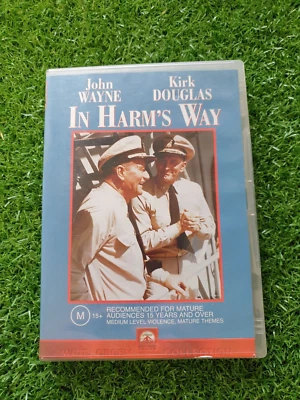 John Kirk
WAYNE DOUGLAS
IN HARM'S WAY
M 15+
RECOMMENDED FOR MATURE
AUDIENCES 15 YEARS AND OVER
MEDIUM LEVEL VIOLENCE, MATURE THEMES